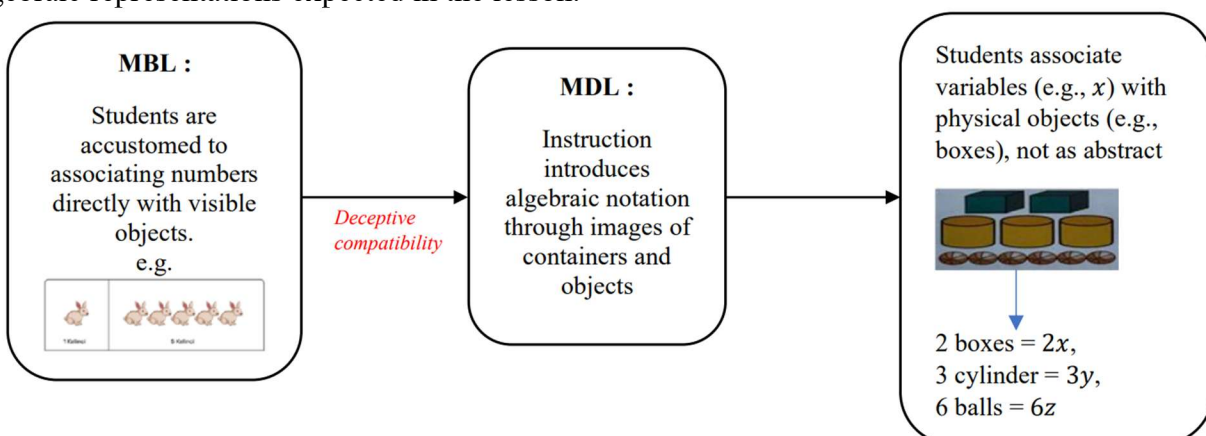 MBL :
Students are
accustomed to
associating numbers
directly with visible
objects.
e.g.
Deceptive
compatibility
MDL :
Instruction
introduces
algebraic notation
through images of
containers and
objects
Students associate
variables (e.g., x) with
physical objects (e.g.,
boxes), not as abstract
2 boxes = 2x,
3 cylinder = 3y,
6 balls = 6z